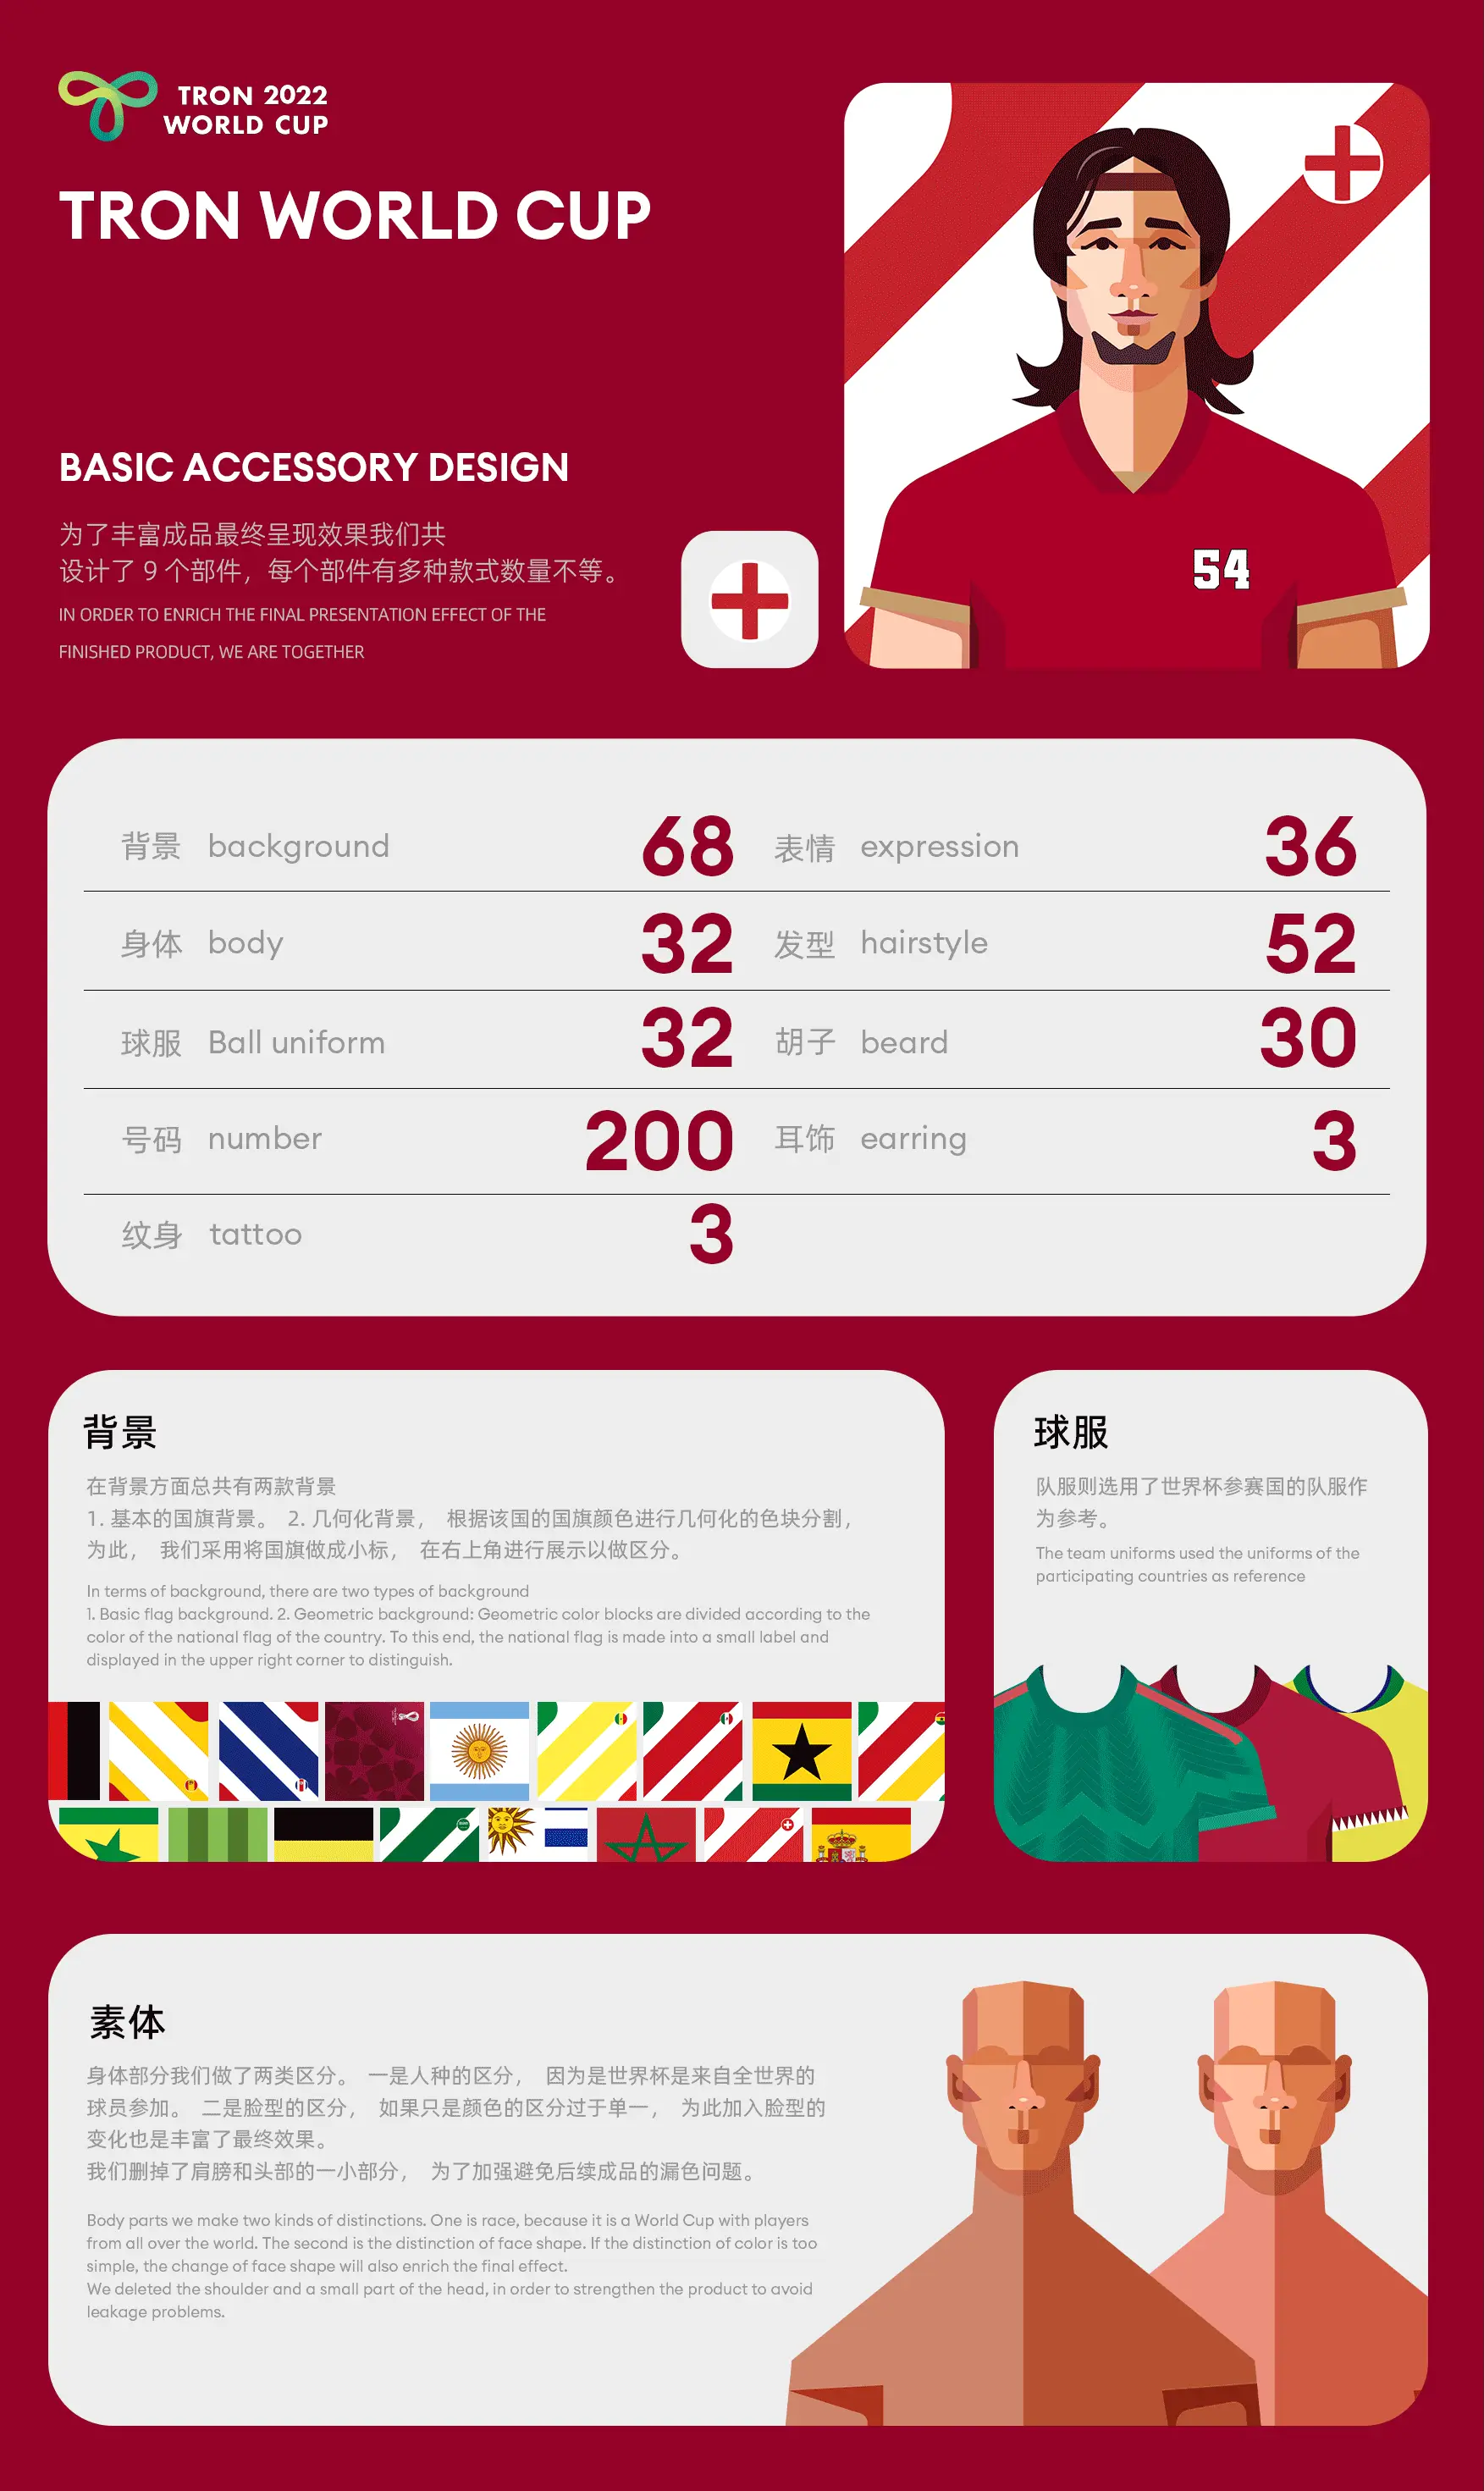 TRON 2022
WORLD CUP
TRON WORLD CUP
BASIC ACCESSORY DESIGN
为了丰富成品最终呈现效果我们共
设计了 9 个部件，每个部件有多种款式数量不等。
IN ORDER TO ENRICH THE FINAL PRESENTATION EFFECT OF THE
FINISHED PRODUCT, WE ARE TOGETHER
54
背景 background 68 表情 expression 36
身体 body 32 发型 hairstyle 52
球服 Ball uniform 32 胡子 beard 30
号码 number 200 耳饰 earring 3
纹身 tattoo 3
背景
在背景方面总共有两款背景
1. 基本的国旗背景。 2. 几何化背景， 根据该国的国旗颜色进行几何化的色块分割，
为此， 我们采用将国旗做成小标， 在右上角进行展示以做区分。
In terms of background, there are two types of background
1. Basic flag background. 2. Geometric background: Geometric color blocks are divided according to the
color of the national flag of the country. To this end, the national flag is made into a small label and
displayed in the upper right corner to distinguish.
球服
队服则选用了世界杯参赛国的队服作
为参考。
The team uniforms used the uniforms of the
participating countries as reference
素体
身体部分我们做了两类区分。 一是人种的区分， 因为是世界杯是来自全世界的
球员参加。 二是脸型的区分， 如果只是颜色的区分过于单一， 为此加入脸型的
变化也是丰富了最终效果。
我们删掉了肩膀和头部的一小部分， 为了加强避免后续成品的漏色问题。
Body parts we make two kinds of distinctions. One is race, because it is a World Cup with players
from all over the world. The second is the distinction of face shape. If the distinction of color is too
simple, the change of face shape will also enrich the final effect.
We deleted the shoulder and a small part of the head, in order to strengthen the product to avoid
leakage problems.